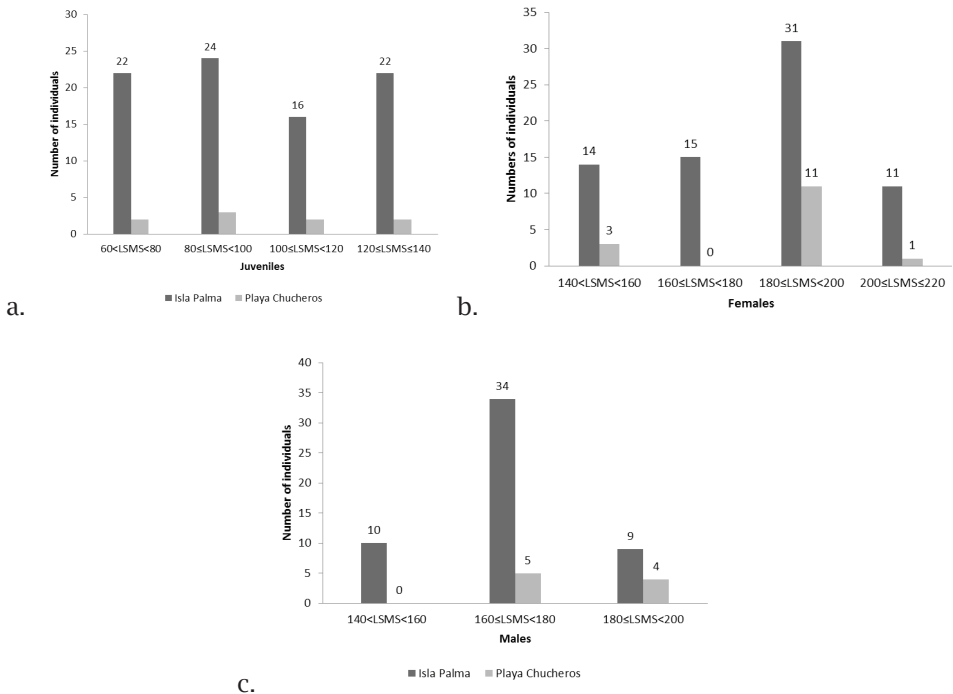 30
25
20
15
10
5
0
Number of individuals
22
24
16
22
60<LSMS<80
80≤LSMS<100
100≤LSMS<120
120≤LSMS≤140
Juveniles
Isla Palma
Playa Chucheros
a.
35
30
25
20
15
10
5
0
Numbers of individuals
14
3
15
0
31
11
11
1
140<LSMS<160
160≤LSMS<180
180≤LSMS<200
200≤LSMS≤220
Females
b.
40
35
30
25
20
15
10
5
0
Number of individuals
10
0
34
5
9
4
140<LSMS<160
160≤LSMS<180
180≤LSMS<200
Males
Isla Palma
Playa Chucheros
c.